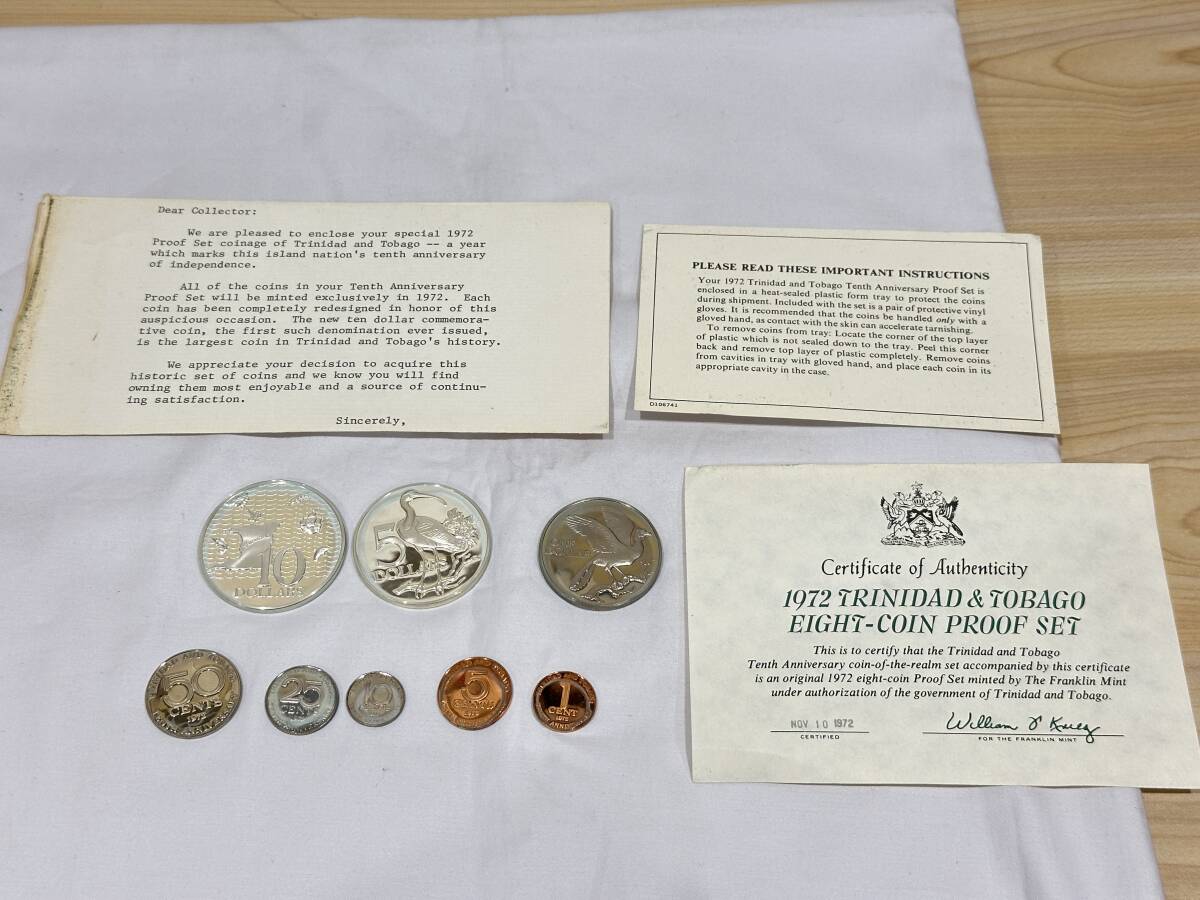 Dear Collector:
We are pleased to enclose your special 1972
Proof Set coinage of Trinidad and Tobago -- a year
which marks this island nation's tenth anniversary
of independence.
All of the coins in your Tenth Anniversary
Proof Set will be minted exclusively in 1972. Each
coin has been completely redesigned in honor of this
auspicious occasion. The new ten dollar commemora-
tive coin, the first such denomination ever issued,
is the largest coin in Trinidad and Tobago's history.
We appreciate your decision to acquire this
historic set of coins and we know you will find
owning them most enjoyable and a source of continu-
ing satisfaction.
Sincerely,
PLEASE READ THESE IMPORTANT INSTRUCTIONS
Your 1972 Trinidad and Tobago Tenth Anniversary Proof Set is
enclosed in a heat-sealed plastic form tray to protect the coins
during shipment. Included with the set is a pair of protective vinyl
gloves. It is recommended that the coins be handled only with a
gloved hand, as contact with the skin can accelerate tarnishing.
To remove coins from tray: Locate the corner of the top layer
of plastic which is not sealed down to the tray. Peel this corner
back and remove top layer of plastic completely. Remove coins
from cavities in tray with gloved hand, and place each coin in its
appropriate cavity in the case.
D106741
10
DOLLARS
5
DOLLARS
50
CENTS
1972
25
CENTS
10
5
CENTS
1972
1
CENT
1972
Certificate of Authenticity
1972 TRINIDAD & TOBAGO
EIGHT-COIN PROOF SET
This is to certify that the Trinidad and Tobago
Tenth Anniversary coin-of-the-realm set accompanied by this certificate
is an original 1972 eight-coin Proof Set minted by The Franklin Mint
under authorization of the government of Trinidad and Tobago.
NOV 10 1972
CERTIFIED
FOR THE FRANKLIN MINT